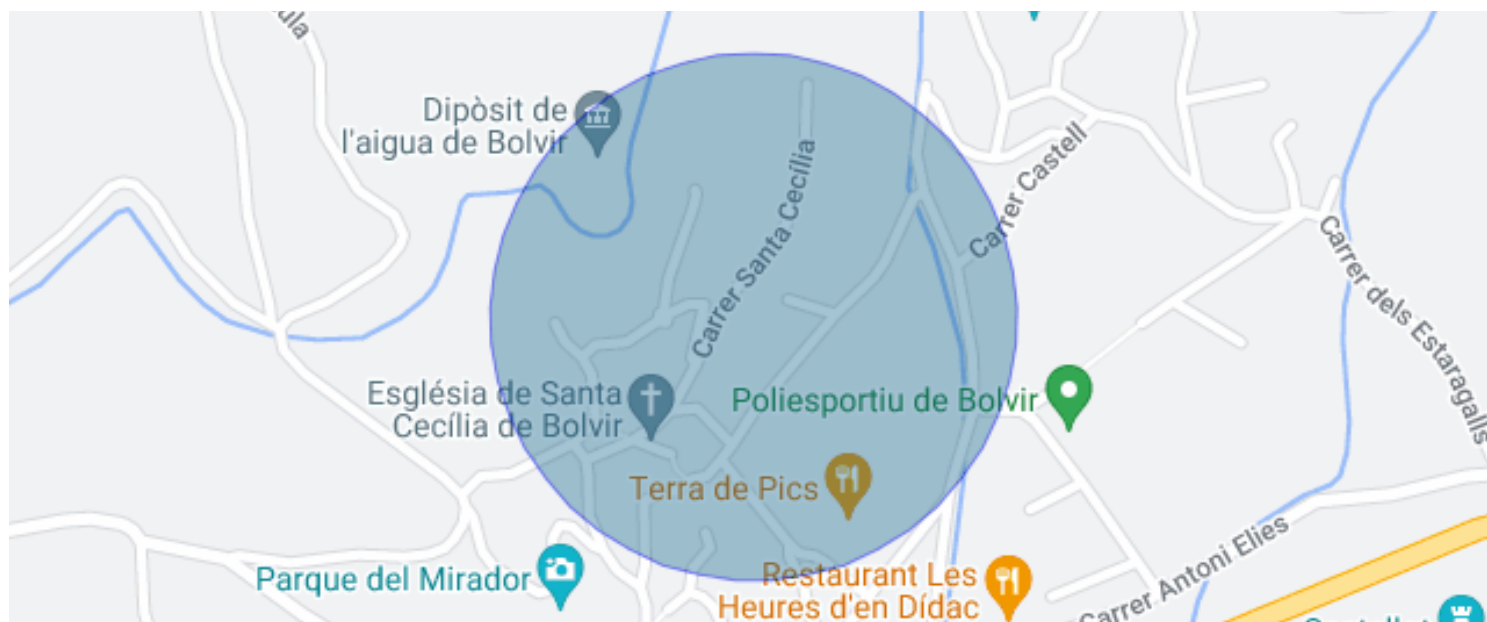 Dipòsit de
l'aigua de Bolvir
Carrer Santa Cecília
Carrer Castell
Carrer dels Estaragalls
Església de Santa
Cecília de Bolvir
Poliesportiu de Bolvir
Terra de Pics
Parque del Mirador
Restaurant Les
Heures d'en Dídac
Carrer Antoni Elies